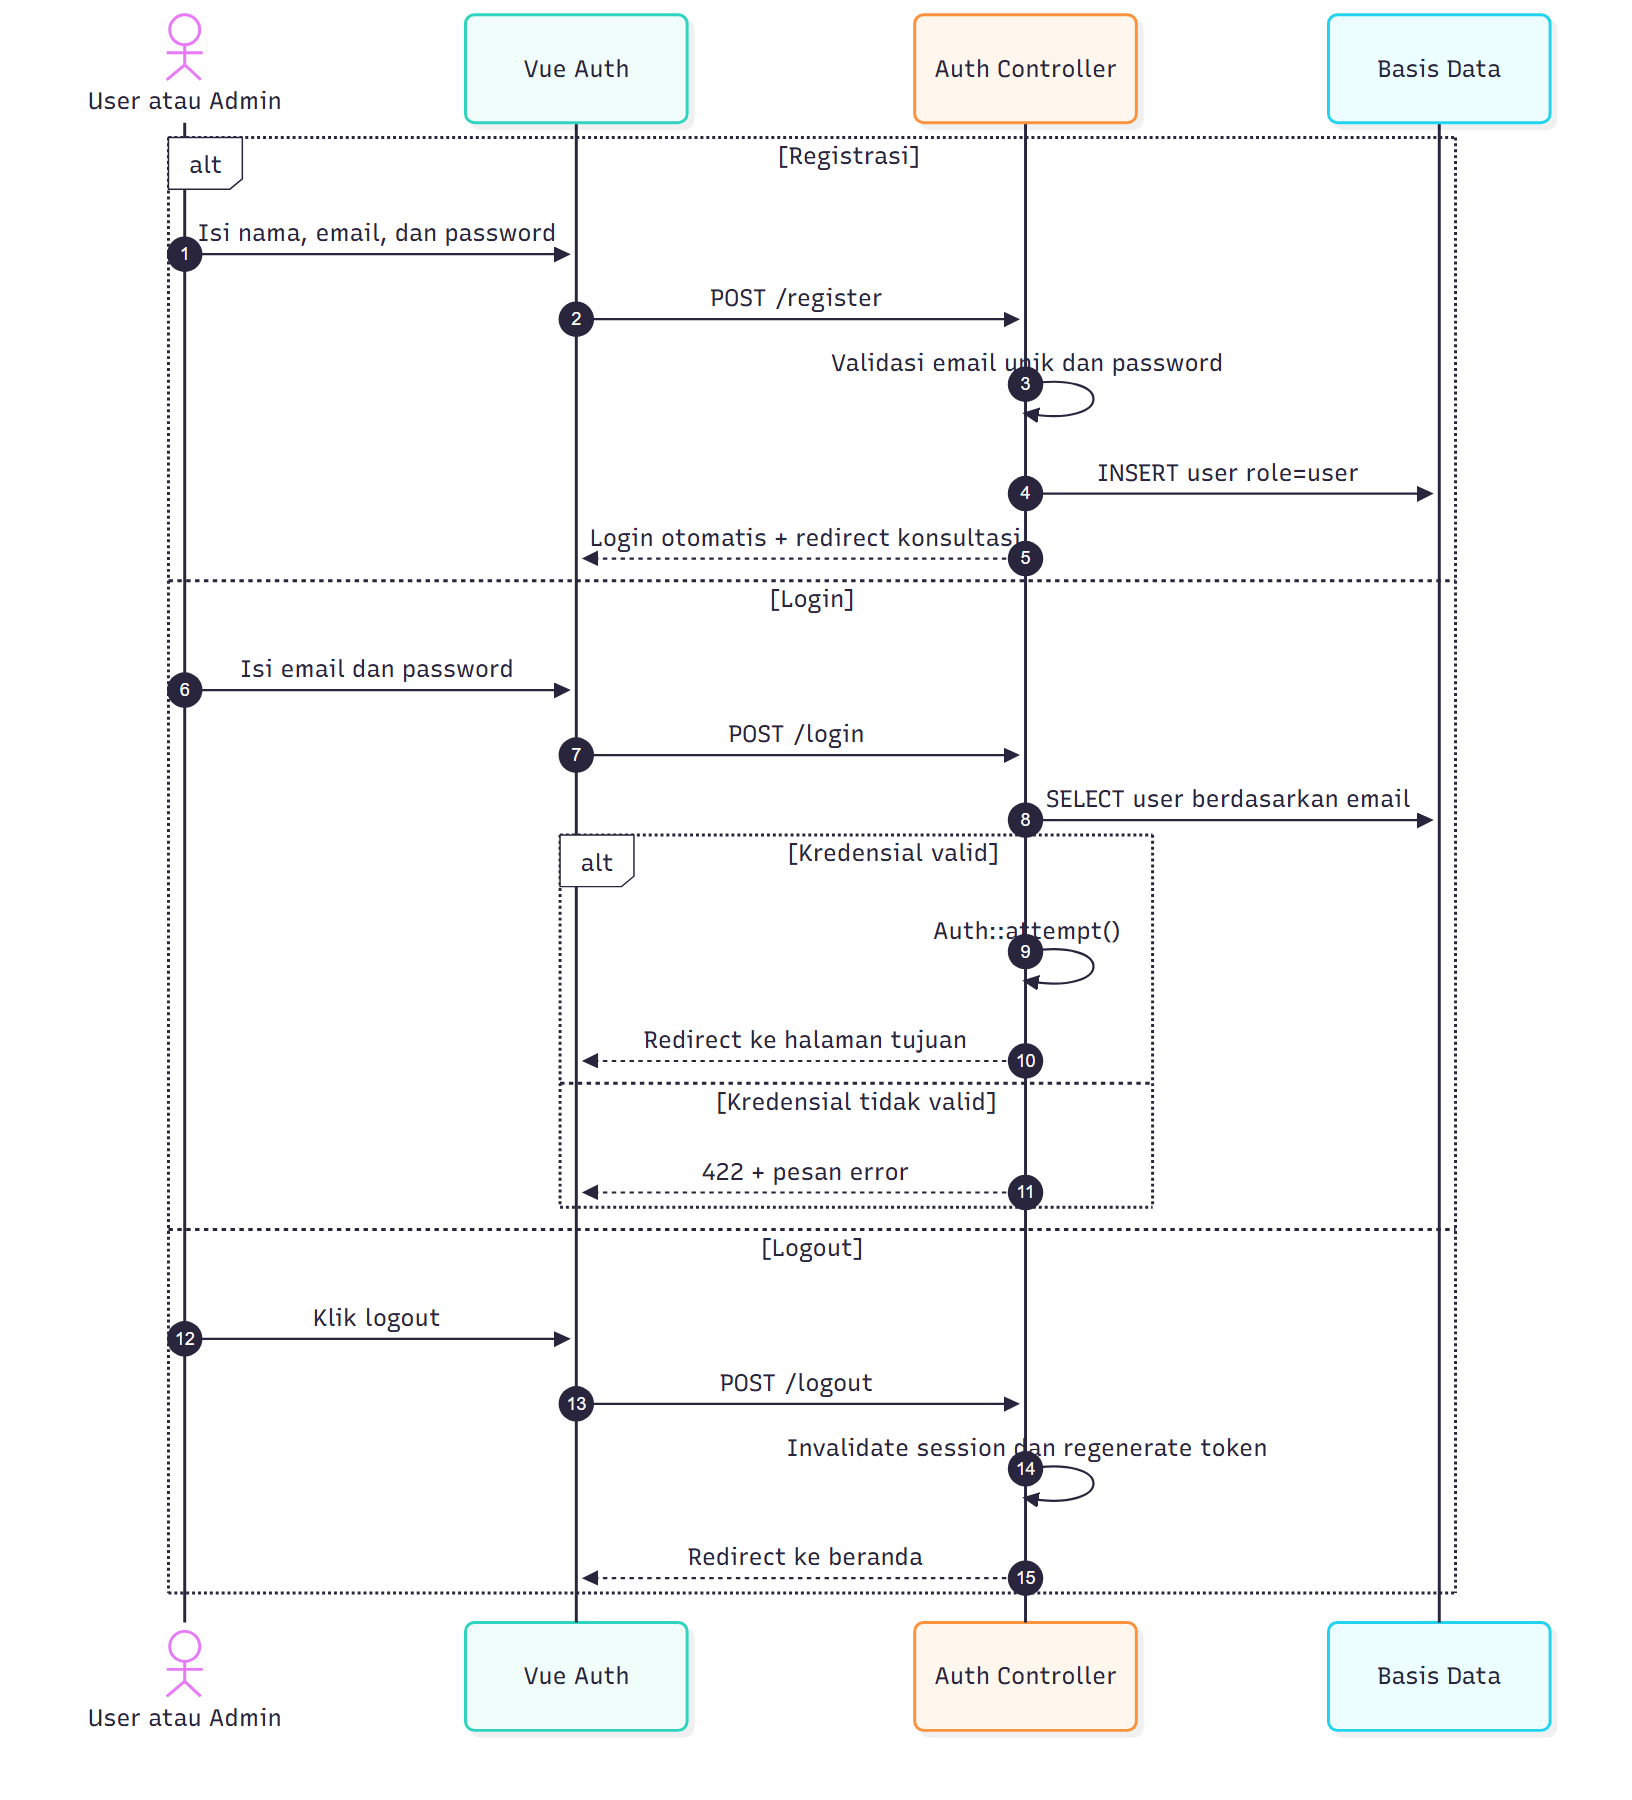 User atau Admin
Vue Auth
Auth Controller
Basis Data
alt
[Registrasi]
Isi nama, email, dan password
1
POST /register
2
Validasi email unik dan password
3
INSERT user role=user
4
Login otomatis + redirect konsultasi
5
[Login]
Isi email dan password
6
POST /login
7
SELECT user berdasarkan email
8
alt
[Kredensial valid]
Auth::attempt()
9
Redirect ke halaman tujuan
10
[Kredensial tidak valid]
422 + pesan error
11
[Logout]
Klik logout
12
POST /logout
13
Invalidate session dan regenerate token
14
Redirect ke beranda
15
User atau Admin
Vue Auth
Auth Controller
Basis Data